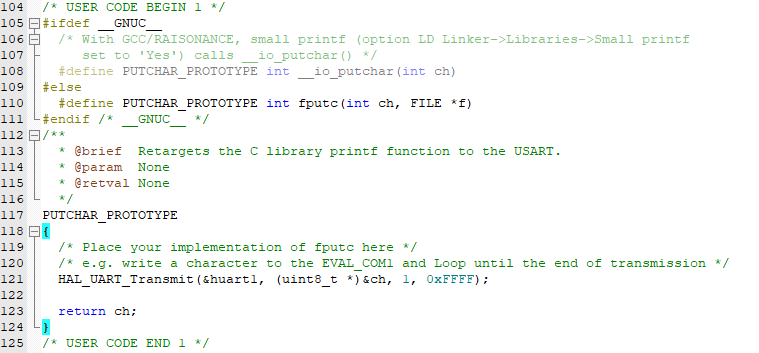 104 /* USER CODE BEGIN 1 */
105 #ifdef __GNUC__
106 /* With GCC/RAISONANCE, small printf (option LD Linker->Libraries->Small printf
107 set to 'Yes') calls __io_putchar() */
108 #define PUTCHAR_PROTOTYPE int __io_putchar(int ch)
109 #else
110 #define PUTCHAR_PROTOTYPE int fputc(int ch, FILE *f)
111 #endif /* __GNUC__ */
112 /**
113 * @brief  Retargets the C library printf function to the USART.
114 * @param  None
115 * @retval None
116 */
117 PUTCHAR_PROTOTYPE
118 {
119 /* Place your implementation of fputc here */
120 /* e.g. write a character to the EVAL_COM1 and Loop until the end of transmission */
121 HAL_UART_Transmit(&huart1, (uint8_t *)&ch, 1, 0xFFFF);
122
123 return ch;
124 }
125 /* USER CODE END 1 */